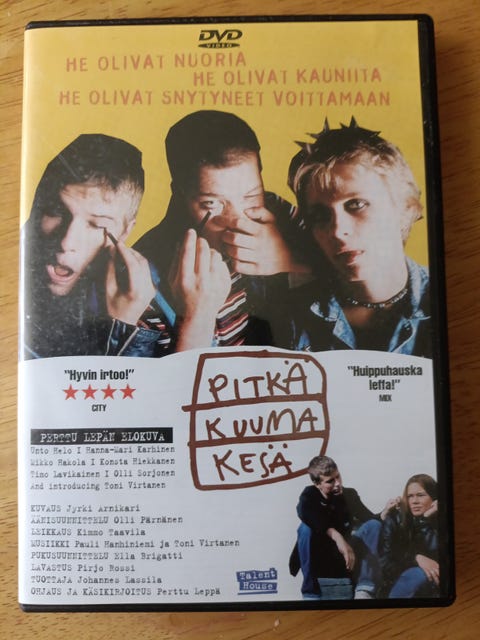 DVD
VIDEO
HE OLIVAT NUORIA
HE OLIVAT KAUNIITA
HE OLIVAT SNYTYNEET VOITTAMAAN
"Hyvin irtoo!"
★★★★
CITY
"Huippuhauska
leffa!"
MIX
PITKÄ
KUUMA
KESÄ
PERTTU LEPÄN ELOKUVA
Unto Helo I Hanna-Mari Karhinen
Mikko Hakola I Konsta Hiekkanen
Timo Lavikainen I Olli Sorjonen
And introducing Toni Virtanen
KUVAUS Jyrki Arnikari
ÄÄNISUUNNITTELU Olli Pärnänen
LEIKKAUS Kimmo Taavila
MUSIIKKI Pauli Hanhiniemi ja Toni Virtanen
PUKUSUUNNITTELU Ella Brigatti
LAVASTUS Pirjo Rossi
TUOTTAJA Johannes Lassila
OHJAUS JA KÄSIKIRJOITUS Perttu Leppä
Talent
House